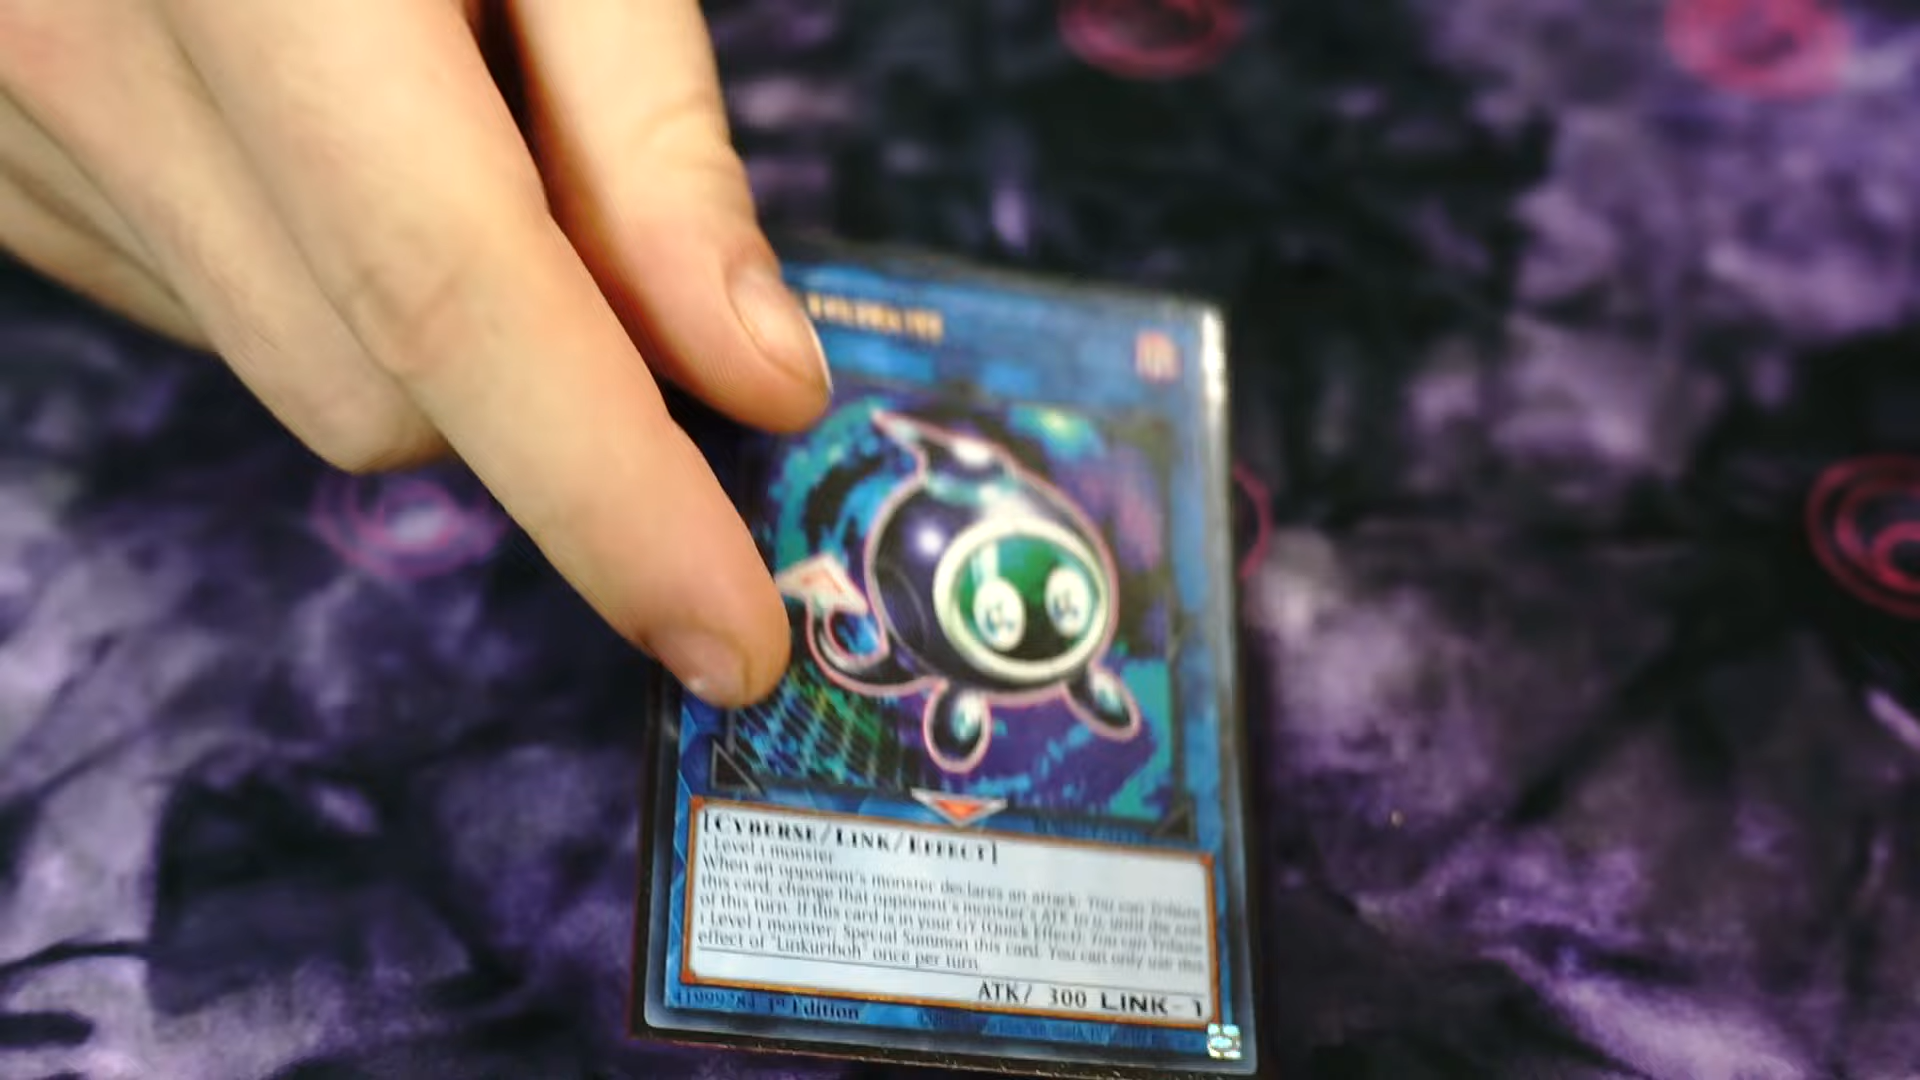 [CYBERSE/LINK/EFFECT]
1 Level 1 monster
When an opponent's monster declares an attack: You can Tribute
this card; change that opponent's monster's ATK to 0, until the end
of this turn. If this card is in your GY (Quick Effect): You can Tribute
1 Level 1 monster; Special Summon this card. You can only use this
effect of "Linkuriboh" once per turn.
ATK/ 300 LINK-1
1st Edition